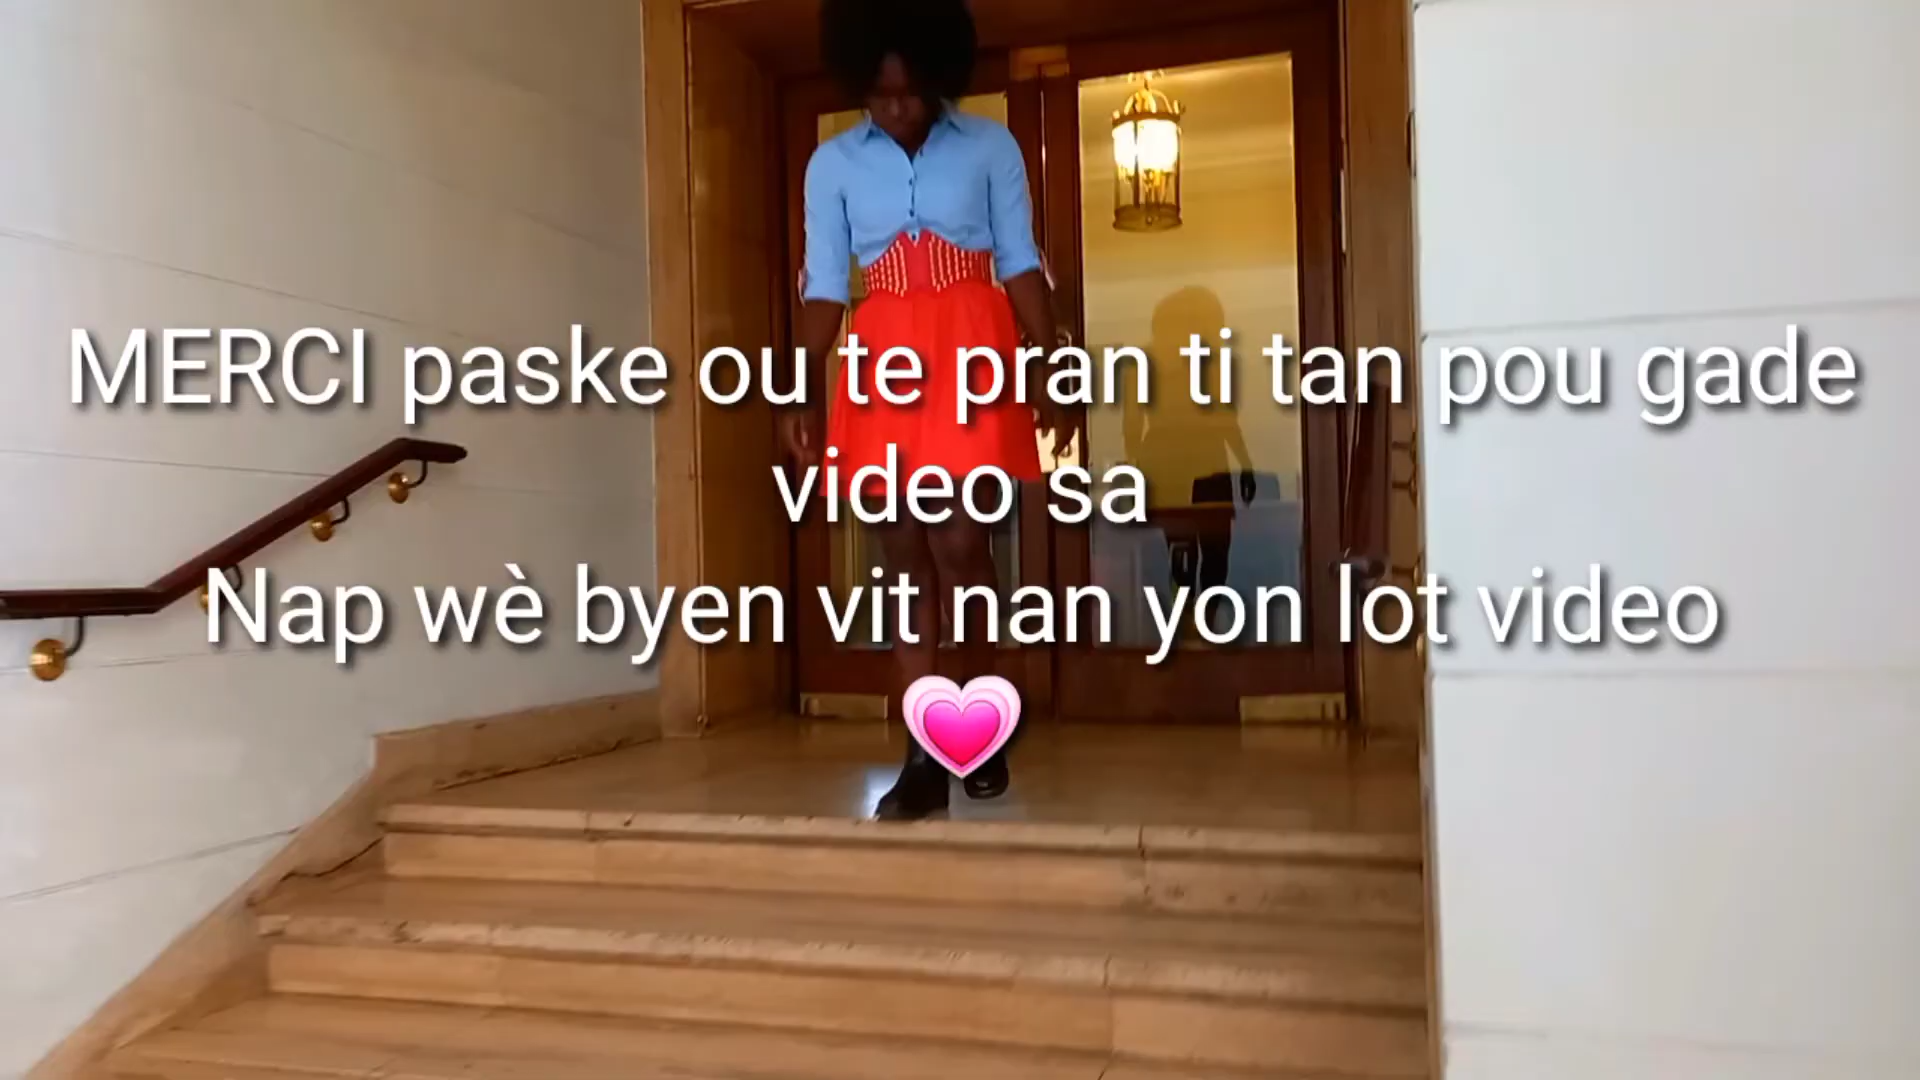 MERCI paske ou te pran ti tan pou gade
video sa
Nap wè byen vit nan yon lot video
💗